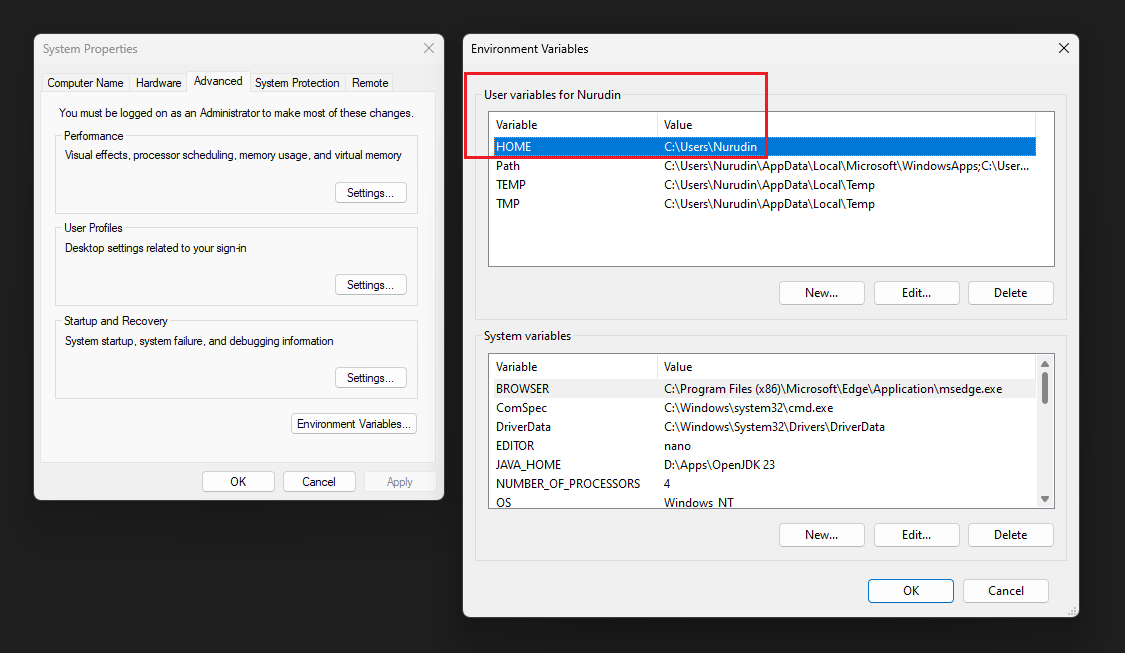 System Properties
Computer Name Hardware Advanced System Protection Remote
You must be logged on as an Administrator to make most of these changes.
Performance
Visual effects, processor scheduling, memory usage, and virtual memory
Settings...
User Profiles
Desktop settings related to your sign-in
Settings...
Startup and Recovery
System startup, system failure, and debugging information
Settings...
Environment Variables...
OK Cancel Apply
Environment Variables
User variables for Nurudin
Variable Value
HOME C:\Users\Nurudin
Path C:\Users\Nurudin\AppData\Local\Microsoft\WindowsApps;C:\User...
TEMP C:\Users\Nurudin\AppData\Local\Temp
TMP C:\Users\Nurudin\AppData\Local\Temp
New... Edit... Delete
System variables
Variable Value
BROWSER C:\Program Files (x86)\Microsoft\Edge\Application\msedge.exe
ComSpec C:\Windows\system32\cmd.exe
DriverData C:\Windows\System32\Drivers\DriverData
EDITOR nano
JAVA_HOME D:\Apps\OpenJDK 23
NUMBER_OF_PROCESSORS 4
OS Windows_NT
New... Edit... Delete
OK Cancel